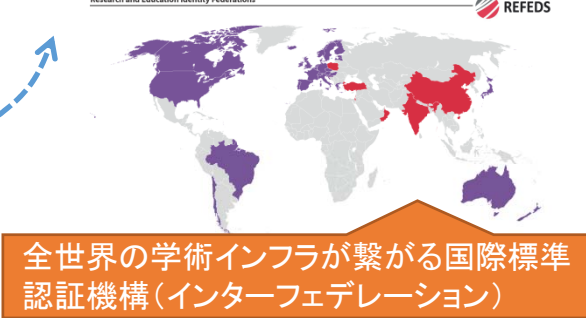 Research and Education Identity Federations
REFEDS
全世界の学術インフラが繋がる国際標準
認証機構(インターフェデレーション)